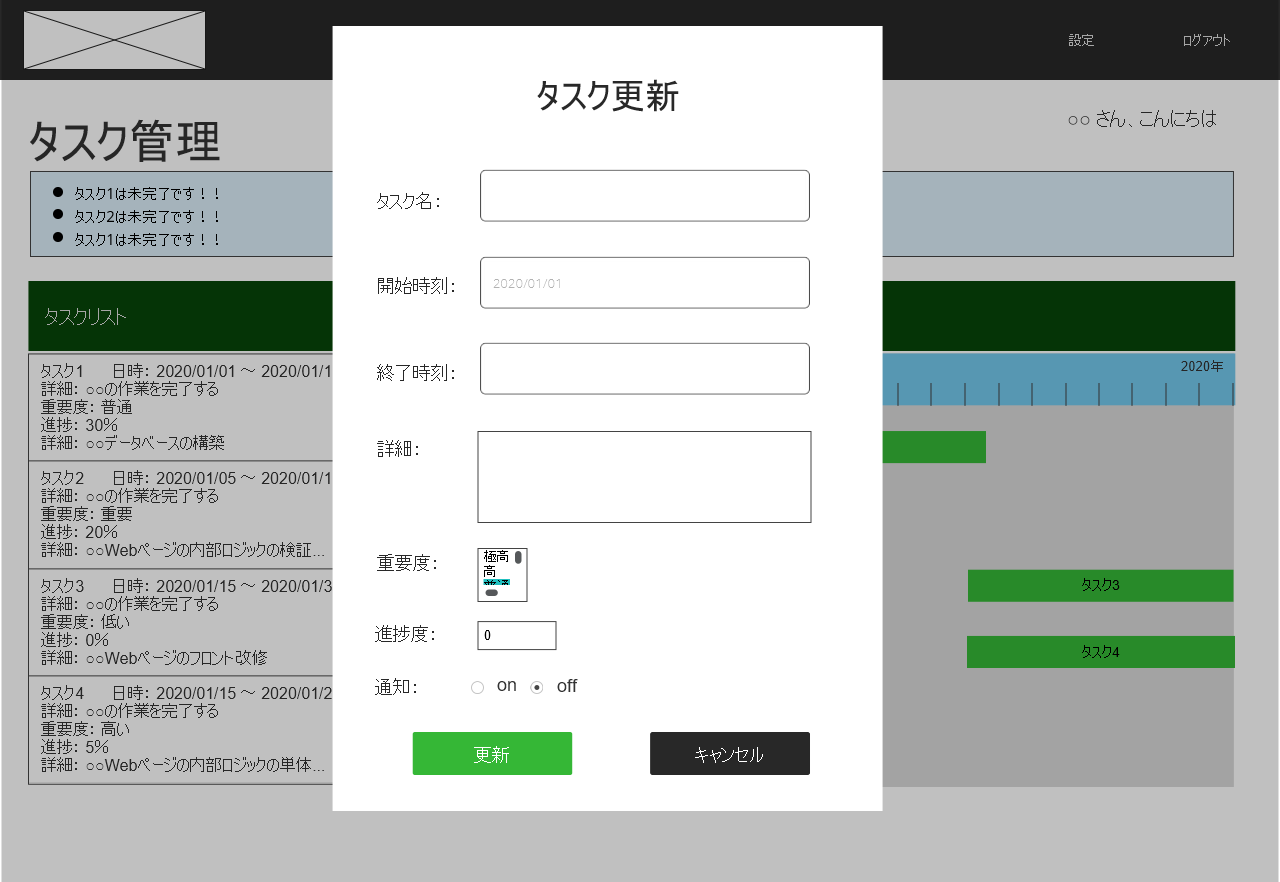 設定
ログアウト
○○ さん、こんにちは
タスク管理
タスク1は未完了です！！
タスク2は未完了です！！
タスク1は未完了です！！
タスクリスト
タスク1 日時: 2020/01/01 ～ 2020/01/1
詳細: ○○の作業を完了する
重要度: 普通
進捗: 30%
詳細: ○○データベースの構築
タスク2 日時: 2020/01/05 ～ 2020/01/1
詳細: ○○の作業を完了する
重要度: 重要
進捗: 20%
詳細: ○○Webページの内部ロジックの検証...
タスク3 日時: 2020/01/15 ～ 2020/01/3
詳細: ○○の作業を完了する
重要度: 低い
進捗: 0%
詳細: ○○Webページのフロント改修
タスク4 日時: 2020/01/15 ～ 2020/01/2
詳細: ○○の作業を完了する
重要度: 高い
進捗: 5%
詳細: ○○Webページの内部ロジックの単体...
タスク更新
タスク名:
開始時刻: 2020/01/01
終了時刻:
詳細:
重要度: 極高
高
普通
進捗度: 0
通知: on off
更新 キャンセル
2020年
タスク3
タスク4